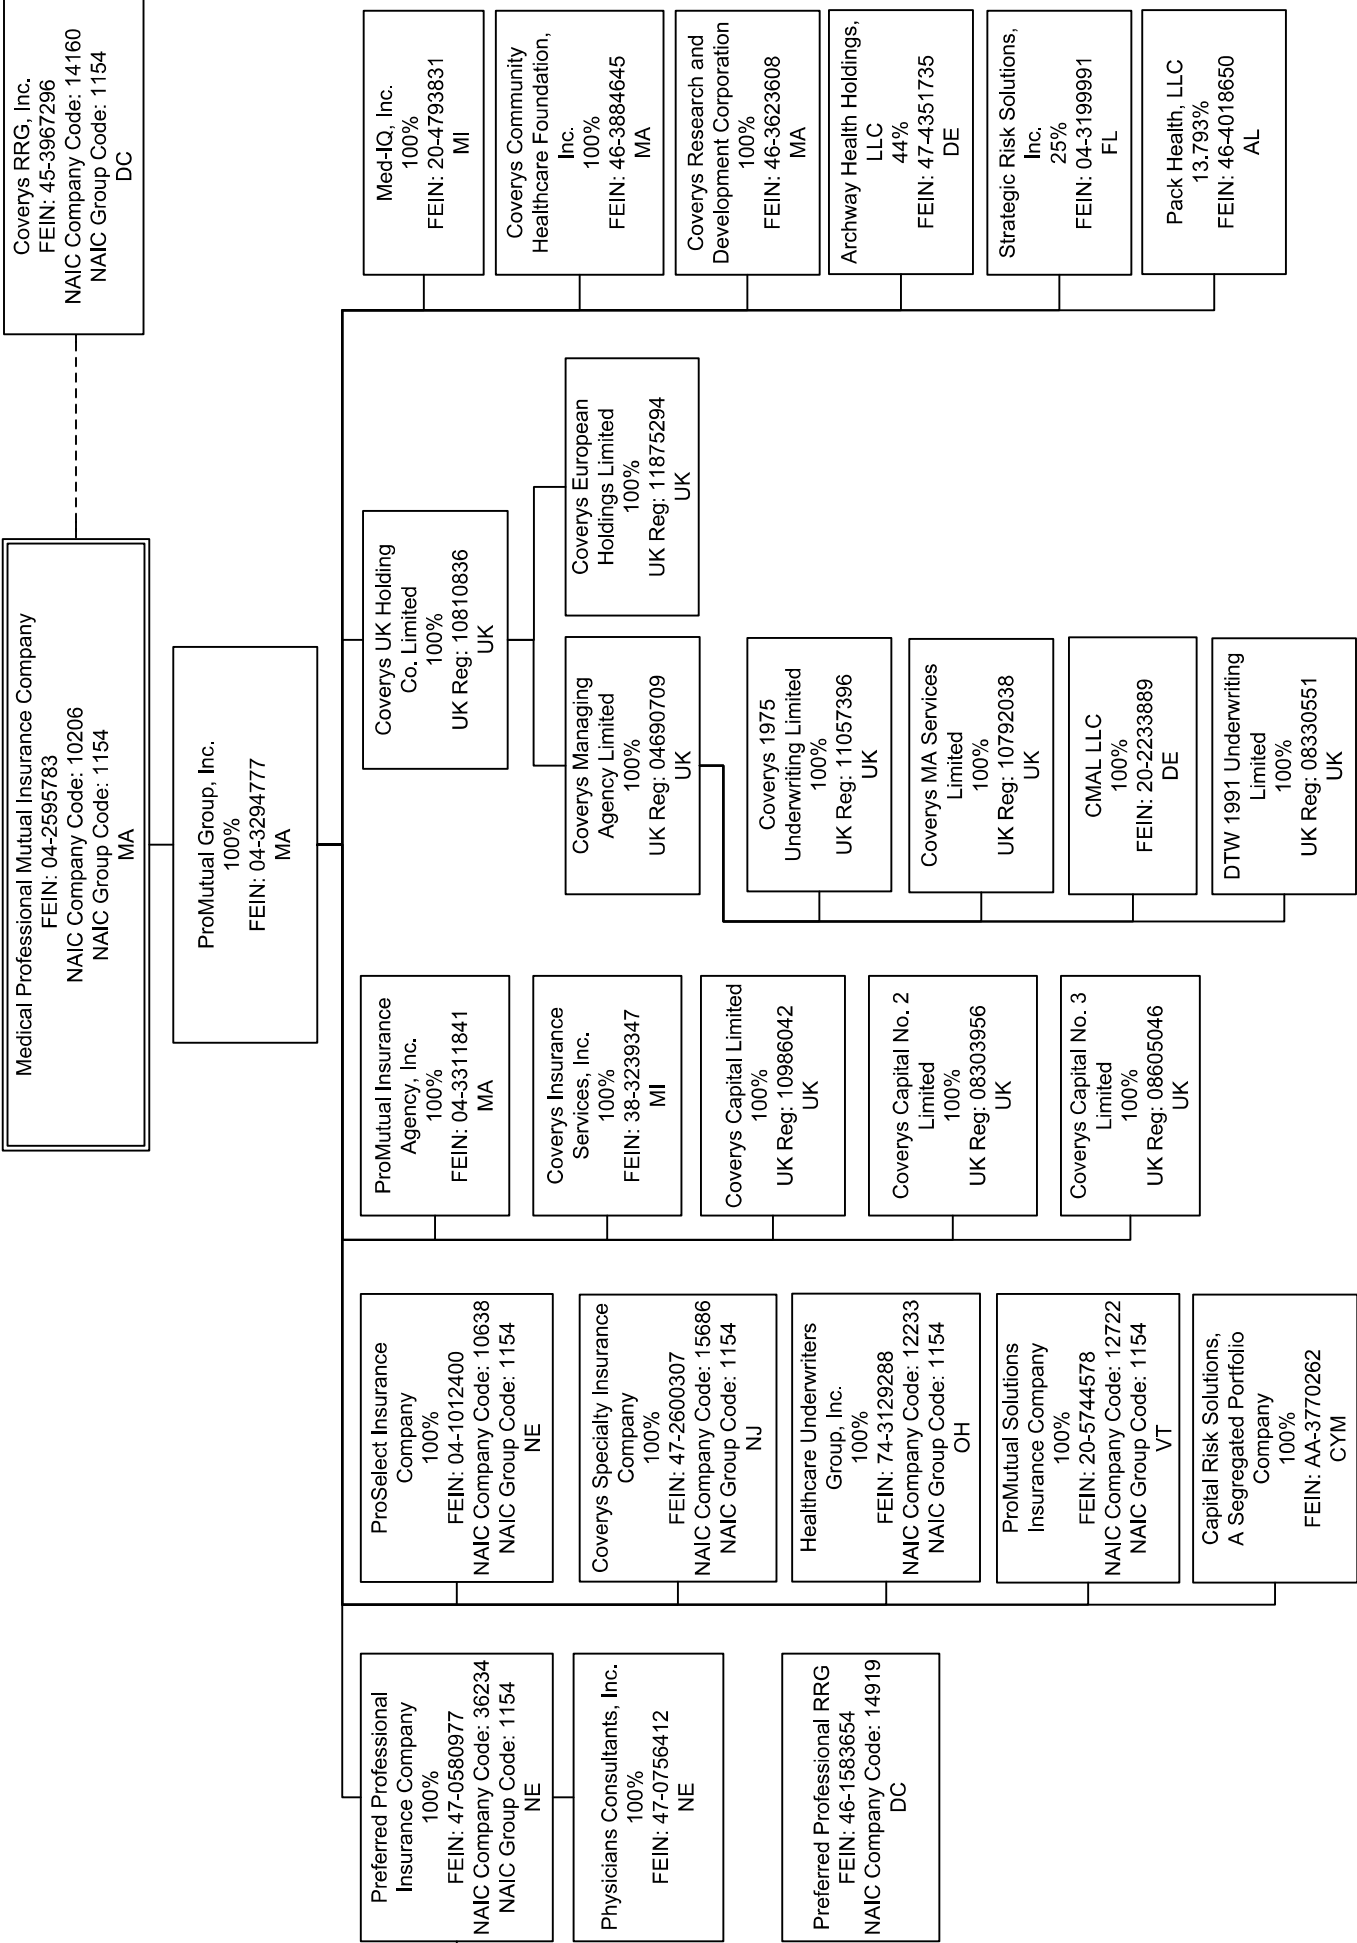 Medical Professional Mutual Insurance Company
FEIN: 04-2595783
NAIC Company Code: 10206
NAIC Group Code: 1154
MA
Coverys RRG, Inc.
FEIN: 45-3967296
NAIC Company Code: 14160
NAIC Group Code: 1154
DC
ProMutual Group, Inc.
100%
FEIN: 04-3294777
MA
Preferred Professional
Insurance Company
100%
FEIN: 47-0580977
NAIC Company Code: 36234
NAIC Group Code: 1154
NE
Physicians Consultants, Inc.
100%
FEIN: 47-0756412
NE
Preferred Professional RRG
FEIN: 46-1583654
NAIC Company Code: 14919
DC
ProSelect Insurance
Company
100%
FEIN: 04-1012400
NAIC Company Code: 10638
NAIC Group Code: 1154
NE
Coverys Specialty Insurance
Company
100%
FEIN: 47-2600307
NAIC Company Code: 15686
NAIC Group Code: 1154
NJ
Healthcare Underwriters
Group, Inc.
100%
FEIN: 74-3129288
NAIC Company Code: 12233
NAIC Group Code: 1154
OH
ProMutual Solutions
Insurance Company
100%
FEIN: 20-5744578
NAIC Company Code: 12722
NAIC Group Code: 1154
VT
Capital Risk Solutions,
A Segregated Portfolio
Company
100%
FEIN: AA-3770262
CYM
ProMutual Insurance
Agency, Inc.
100%
FEIN: 04-3311841
MA
Coverys Insurance
Services, Inc.
100%
FEIN: 38-3239347
MI
Coverys Capital Limited
100%
UK Reg: 10986042
UK
Coverys Capital No. 2
Limited
100%
UK Reg: 08303956
UK
Coverys Capital No. 3
Limited
100%
UK Reg: 08605046
UK
Coverys UK Holding
Co. Limited
100%
UK Reg: 10810836
UK
Coverys Managing
Agency Limited
100%
UK Reg: 04690709
UK
Coverys European
Holdings Limited
100%
UK Reg: 11875294
UK
Coverys 1975
Underwriting Limited
100%
UK Reg: 11057396
UK
Coverys MA Services
Limited
100%
UK Reg: 10792038
UK
CMAL LLC
100%
FEIN: 20-2233889
DE
DTW 1991 Underwriting
Limited
100%
UK Reg: 08330551
UK
Med-IQ, Inc.
100%
FEIN: 20-4793831
MI
Coverys Community
Healthcare Foundation,
Inc.
100%
FEIN: 46-3884645
MA
Coverys Research and
Development Corporation
100%
FEIN: 46-3623608
MA
Archway Health Holdings,
LLC
44%
FEIN: 47-4351735
DE
Strategic Risk Solutions,
Inc.
25%
FEIN: 04-3199991
FL
Pack Health, LLC
13.793%
FEIN: 46-4018650
AL